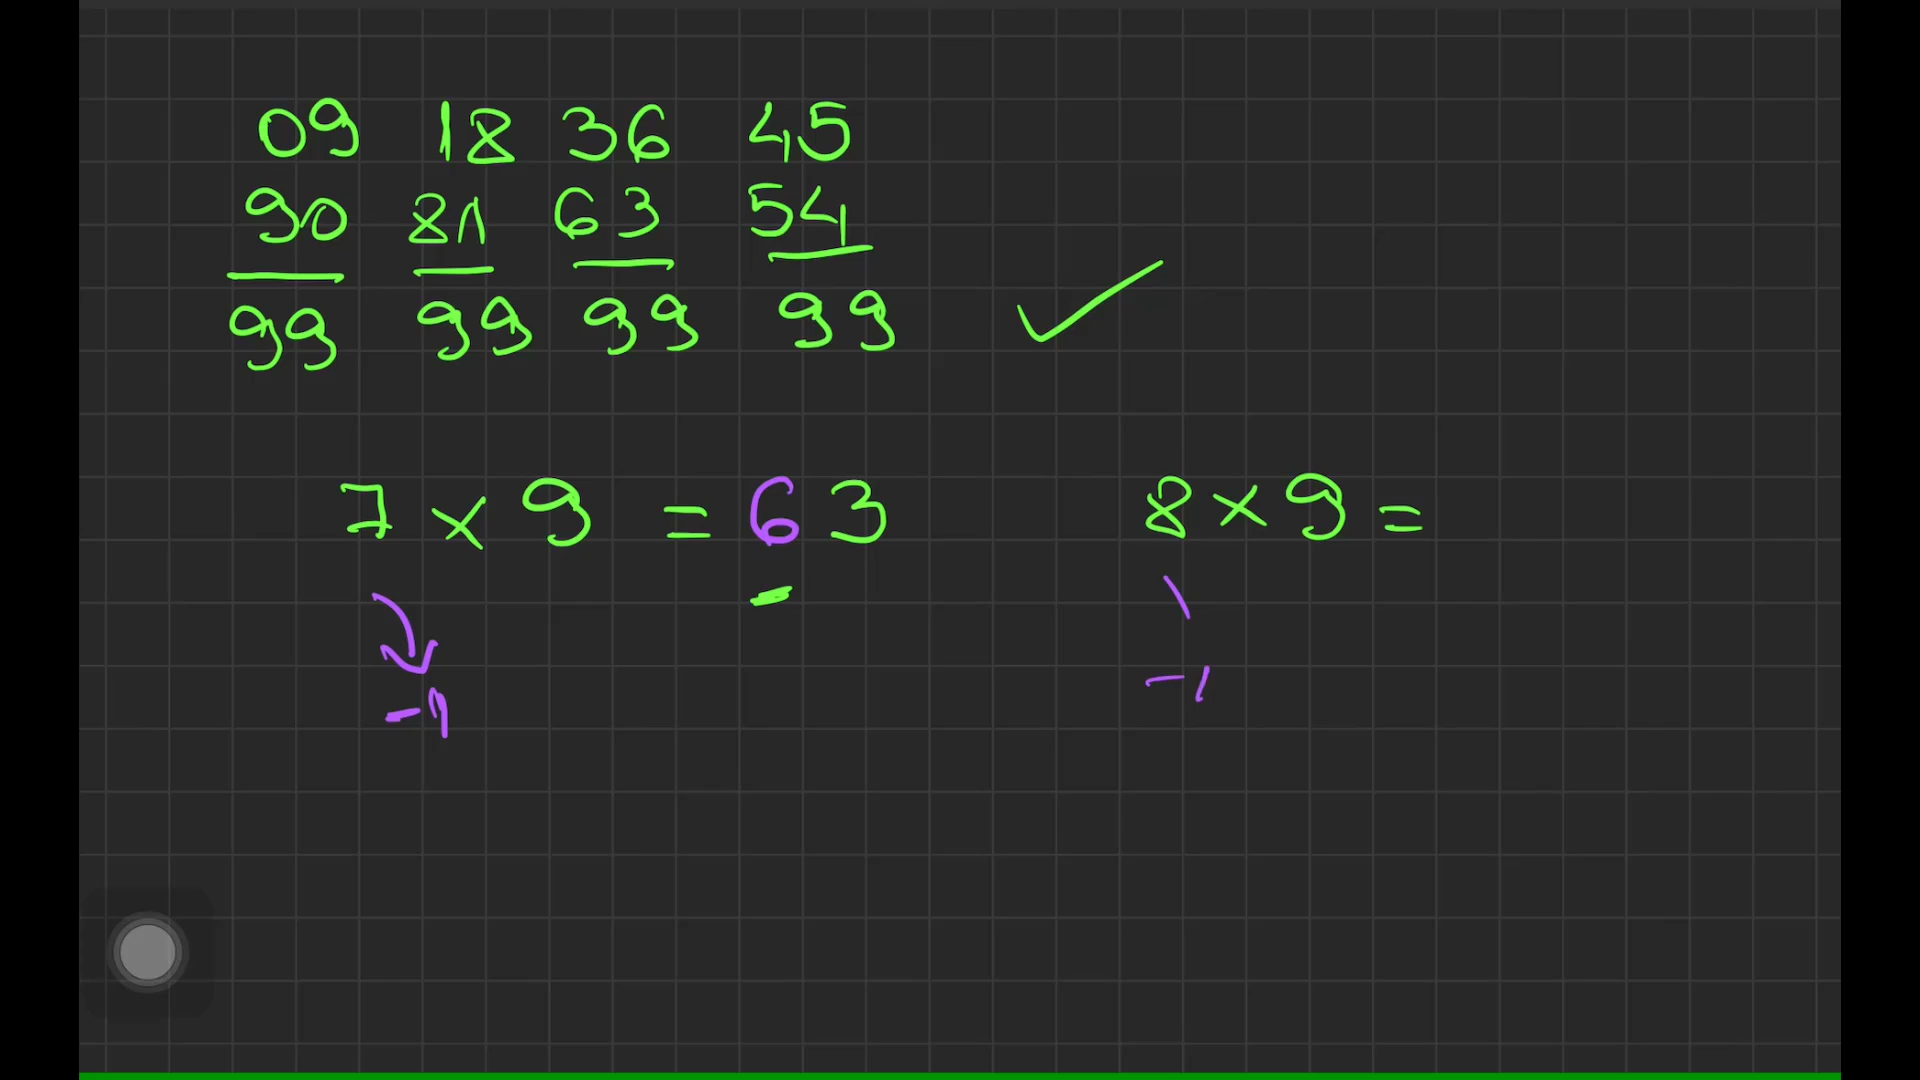 09 18 36 45
90 81 63 54
99 99 99 99
7 × 9 = 63 8 × 9 =
-1 -1